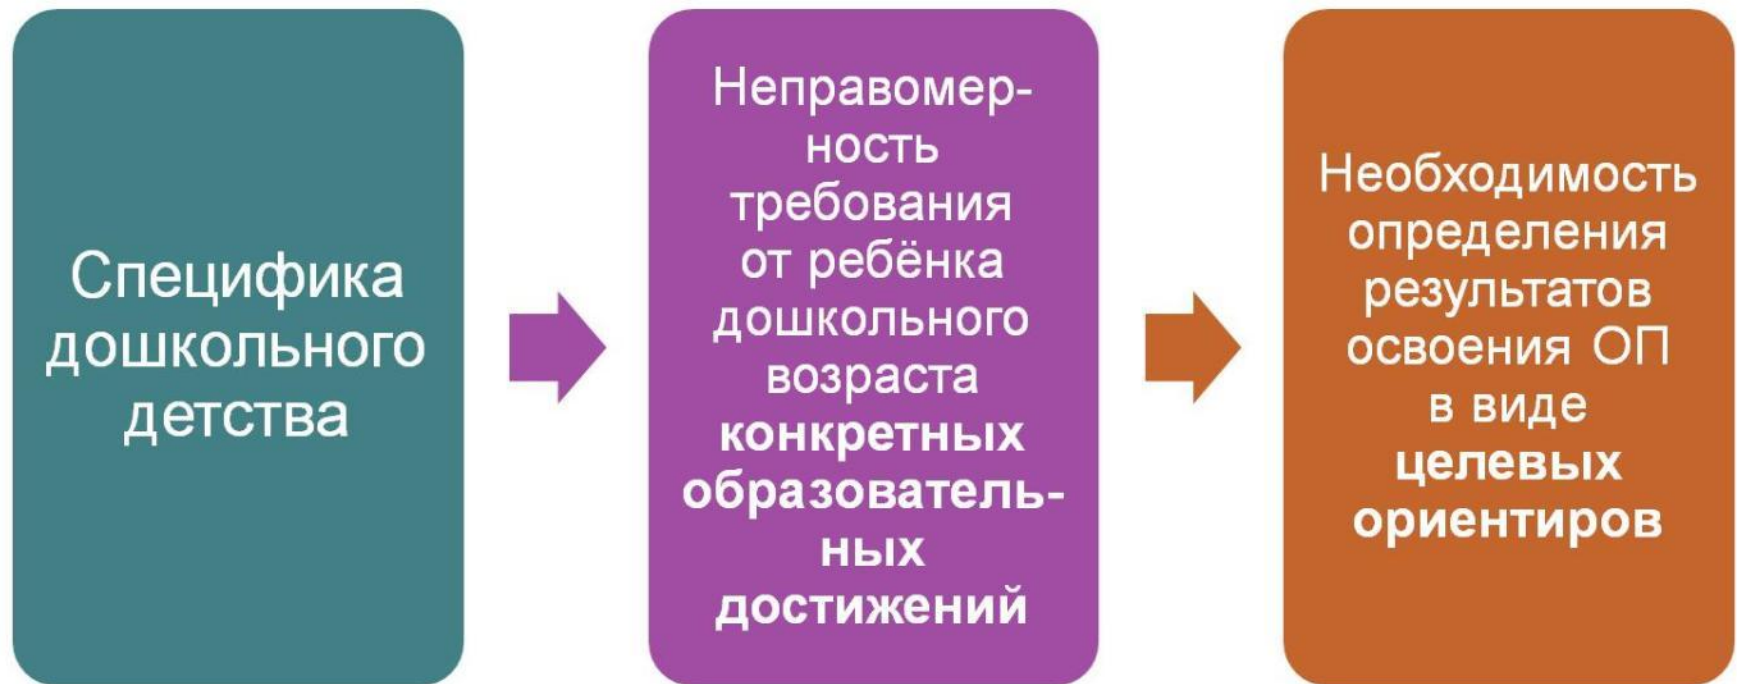 Специфика
дошкольного
детства
Неправомер-
ность
требования
от ребёнка
дошкольного
возраста
конкретных
образователь-
ных
достижений
Необходимость
определения
результатов
освоения ОП
в виде
целевых
ориентиров